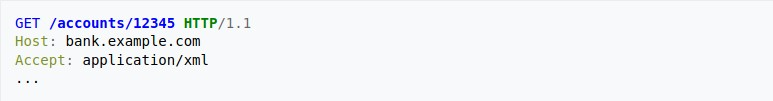 GET /accounts/12345 HTTP/1.1
Host: bank.example.com
Accept: application/xml
...